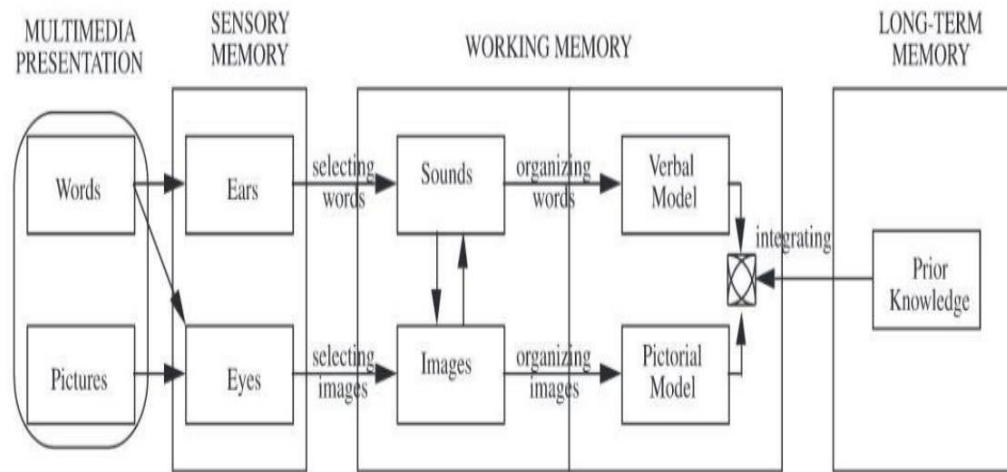 MULTIMEDIA
PRESENTATION
SENSORY
MEMORY
WORKING MEMORY
LONG-TERM
MEMORY
Words
Ears
selecting
words
Sounds
organizing
words
Verbal
Model
integrating
Prior
Knowledge
Pictures
Eyes
selecting
images
Images
organizing
images
Pictorial
Model